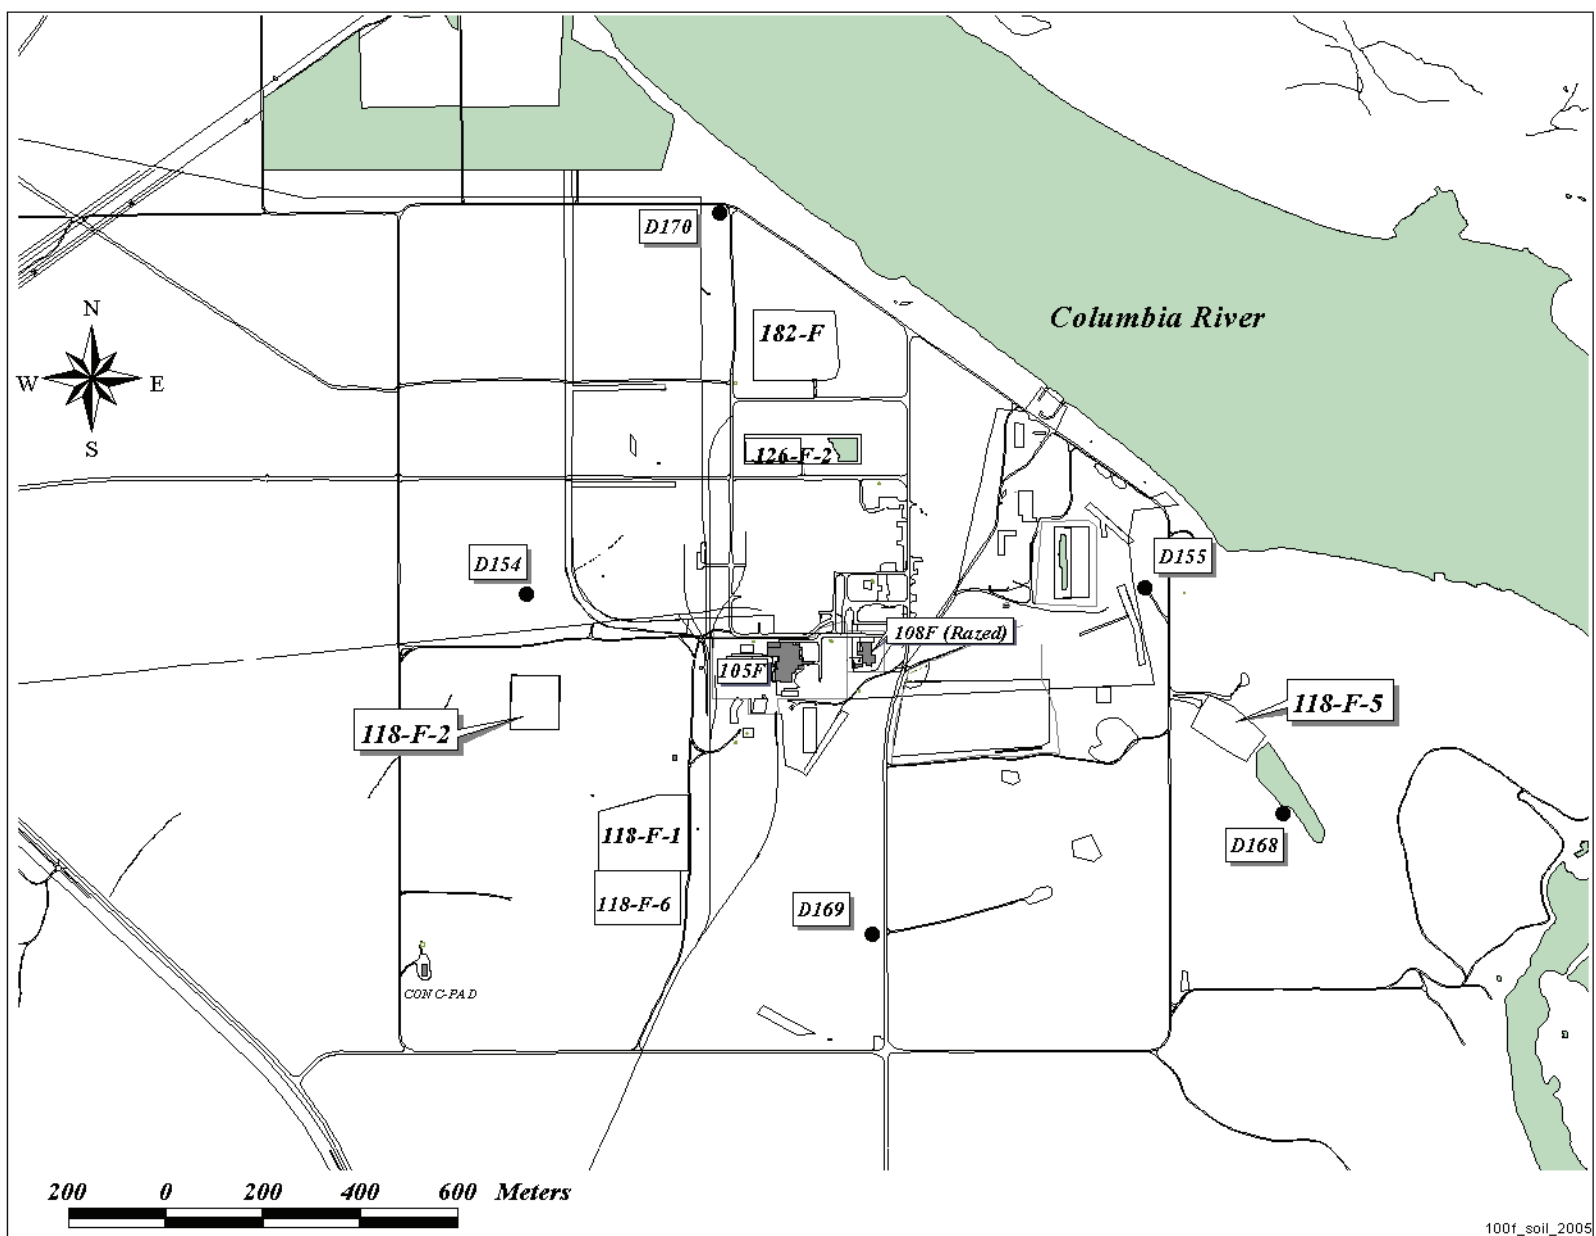 D170
N
182-F
Columbia River
W
E
S
126-F-2
D154
D155
108F (Razed)
105F
118-F-2
118-F-5
118-F-1
D168
118-F-6
D169
CONC-PAD
200 0 200 400 600 Meters
100f_soil_2005